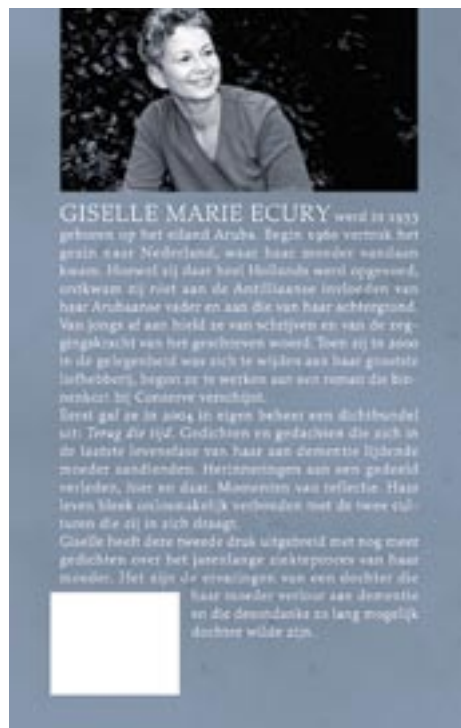 GISELLE MARIE ECURY werd in 1953
geboren op het eiland Aruba. Begin 1960 vertrok het
gezin naar Nederland, waar haar moeder vandaan
kwam. Hoewel zij daar heel Hollands werd opgevoed,
ontkwam zij niet aan de Antilliaanse invloeden van
haar Arubaanse vader en aan die van haar achtergrond.
Van jongs af aan hield ze van schrijven en van de zeg-
gingskracht van het geschreven woord. Toen zij in 2000
in de gelegenheid was zich te wijden aan haar grootste
liefhebberij, begon ze te werken aan een roman die bin-
nenkort bij Conserve verschijnt.
Eerst gaf ze in 2004 in eigen beheer een dichtbundel
uit: Terug die tijd. Gedichten en gedachten die zich in
de laatste levensfase van haar aan dementie lijdende
moeder aandienden. Herinneringen aan een gedeeld
verleden, hier en daar. Momenten van reflectie. Haar
leven bleek onlosmakelijk verbonden met de twee cul-
turen die zij in zich draagt.
Giselle heeft deze tweede druk uitgebreid met nog meer
gedichten over het jarenlange ziekteproces van haar
moeder. Het zijn de ervaringen van een dochter die
haar moeder verloor aan dementie
en die desondanks zo lang mogelijk
dochter wilde zijn.